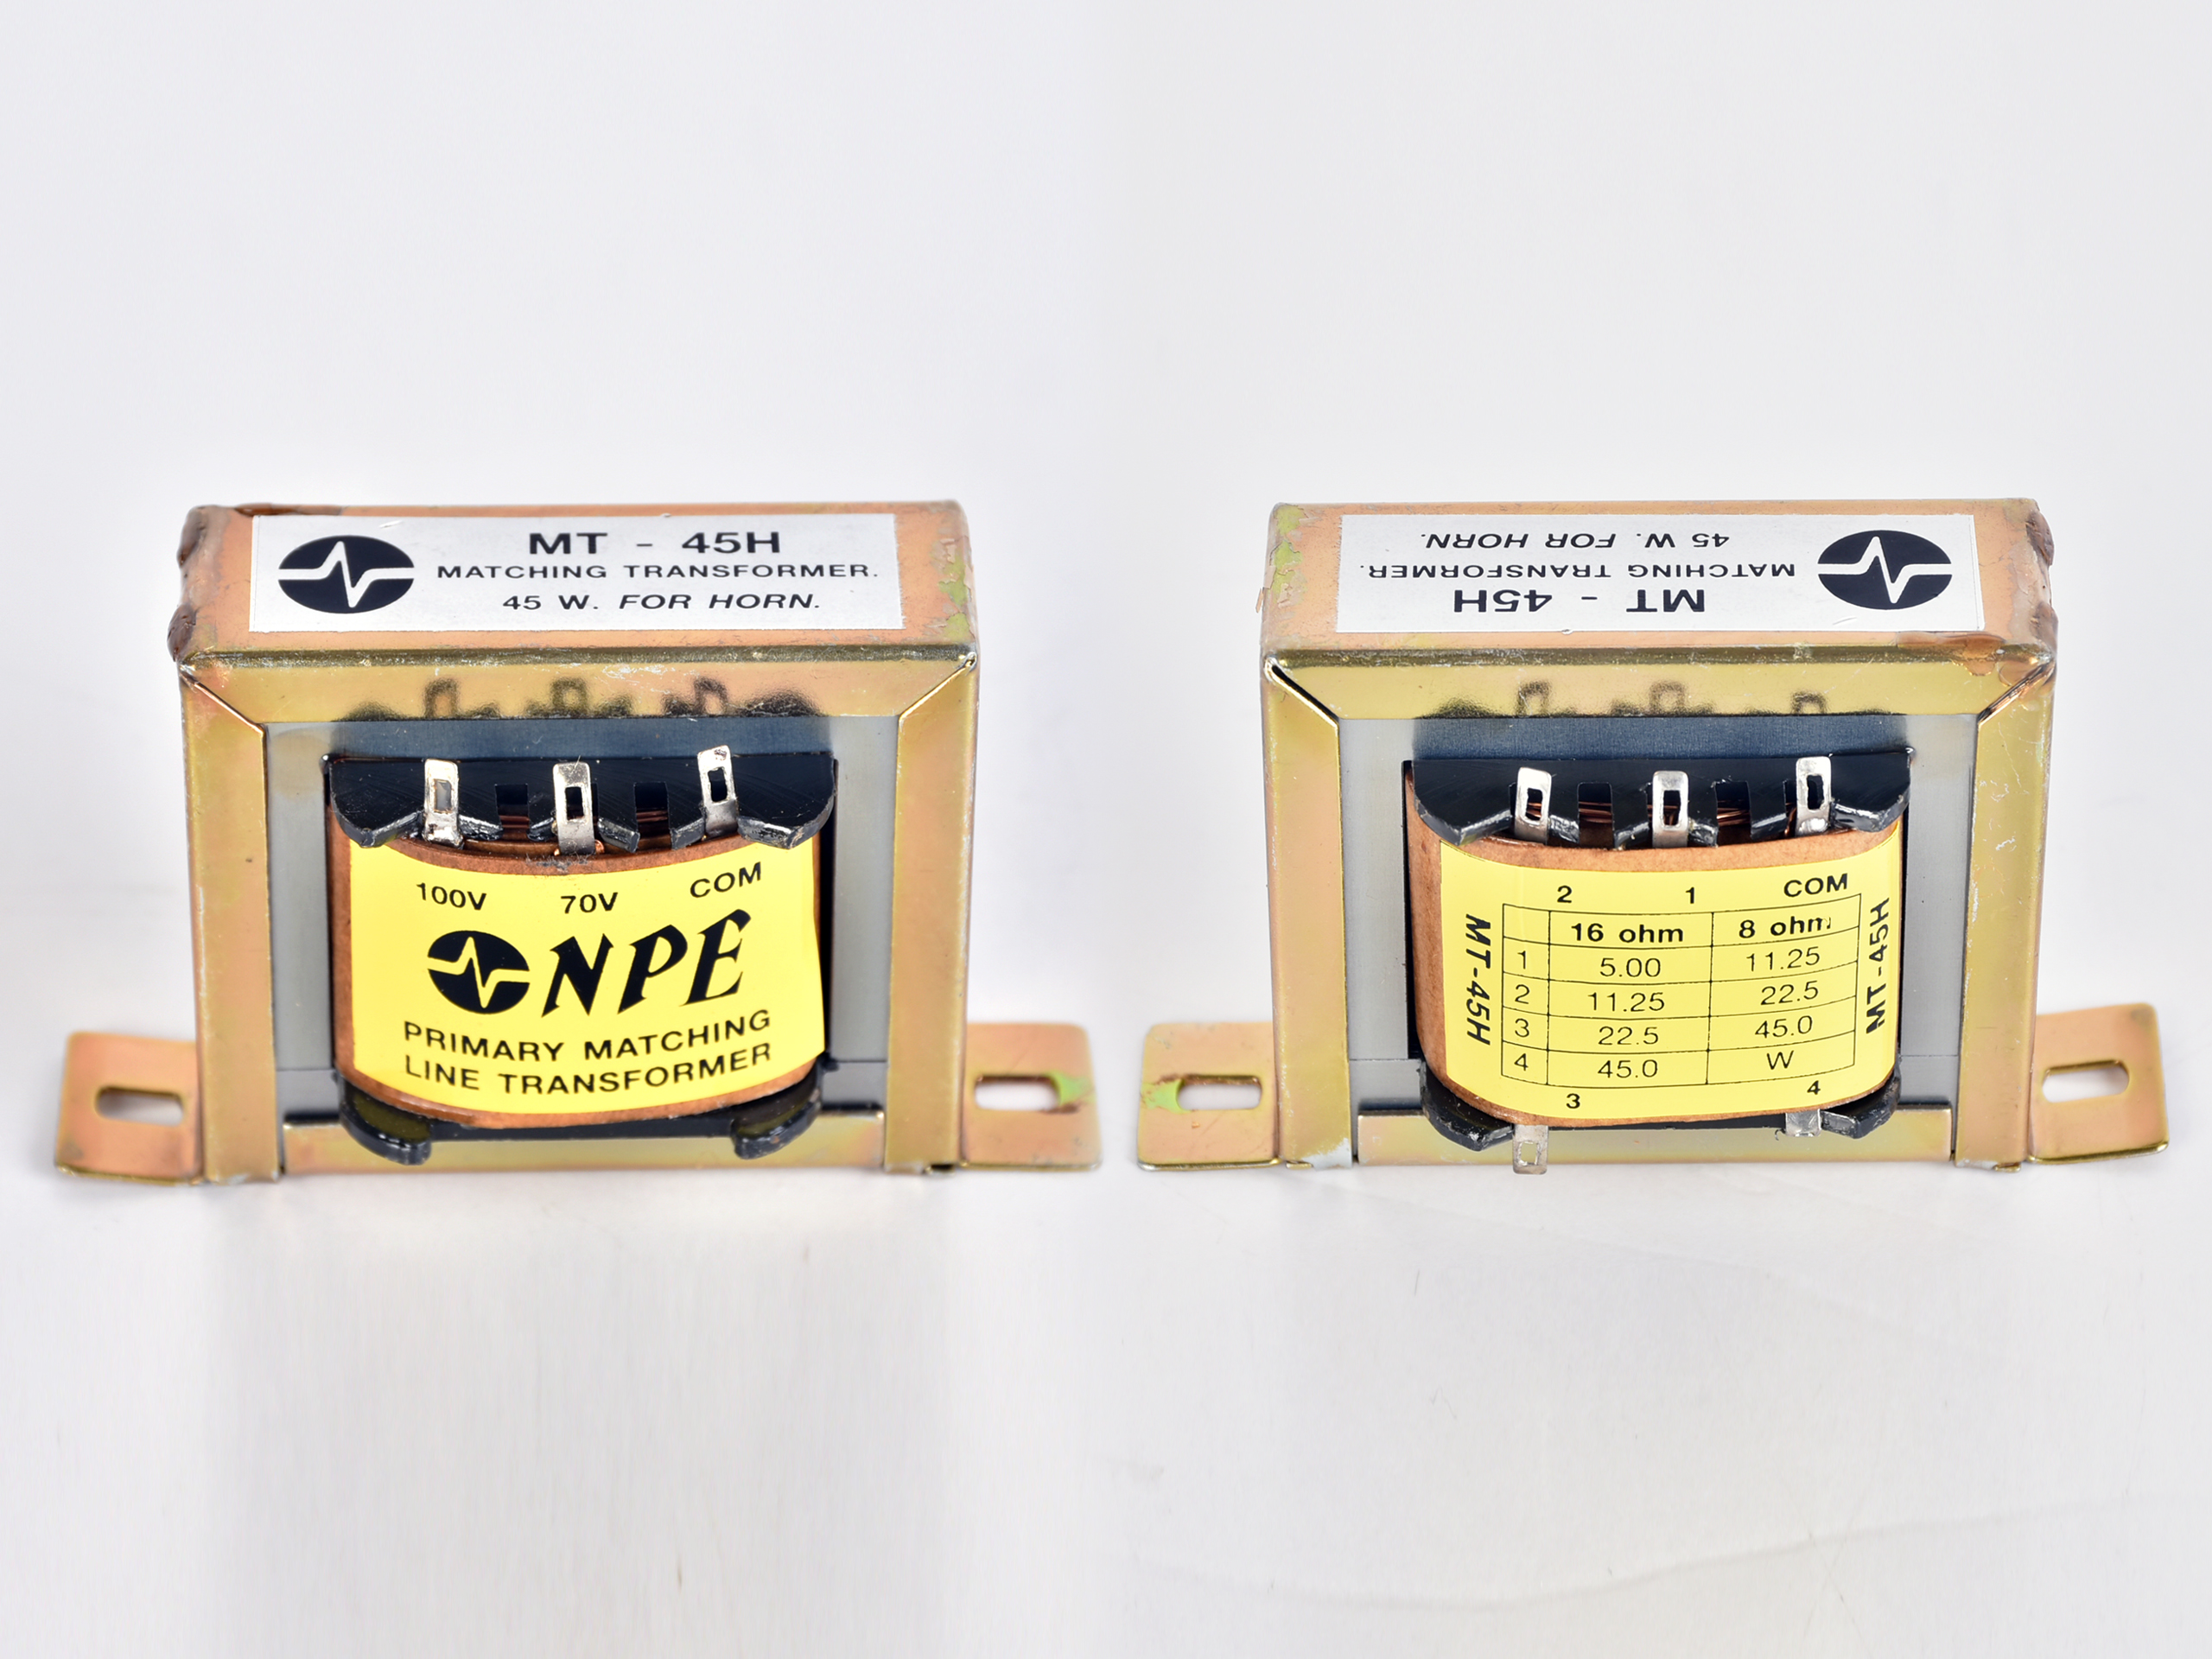 MT - 45H
MATCHING TRANSFORMER.
45 W. FOR HORN.
100V 70V COM
NPE
PRIMARY MATCHING
LINE TRANSFORMER
MT - 45H
MATCHING TRANSFORMER.
45 W. FOR HORN.
2 1 COM
16 ohm 8 ohm
1 5.00 11.25
2 11.25 22.5
3 22.5 45.0
4 45.0 W
3 4
MT-45H
MT-45H